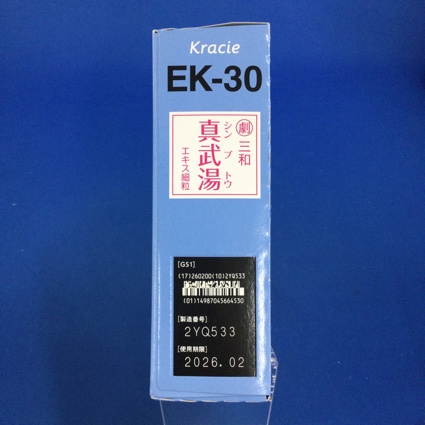 Kracie
EK-30
劇 三和
シン ブ トウ
真武湯
エキス細粒
[GS1]
(17)260200(10)2YQ533
(01)14987045664530
[製造番号]
2YQ533
[使用期限]
2026.02